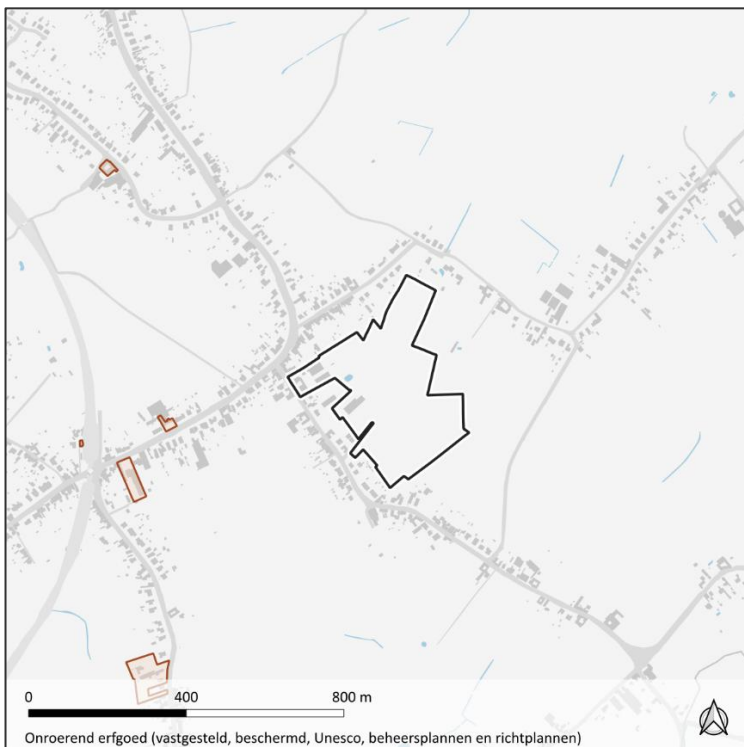 0 400 800 m
Onroerend erfgoed (vastgesteld, beschermd, Unesco, beheersplannen en richtplannen)